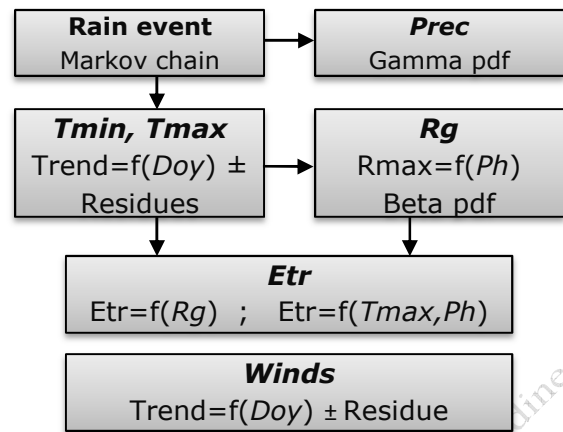 Rain event
Markov chain
Prec
Gamma pdf
Tmin, Tmax
Trend=f(Doy) ±
Residues
Rg
Rmax=f(Ph)
Beta pdf
Etr
Etr=f(Rg) ; Etr=f(Tmax,Ph)
Winds
Trend=f(Doy) ± Residue
dine